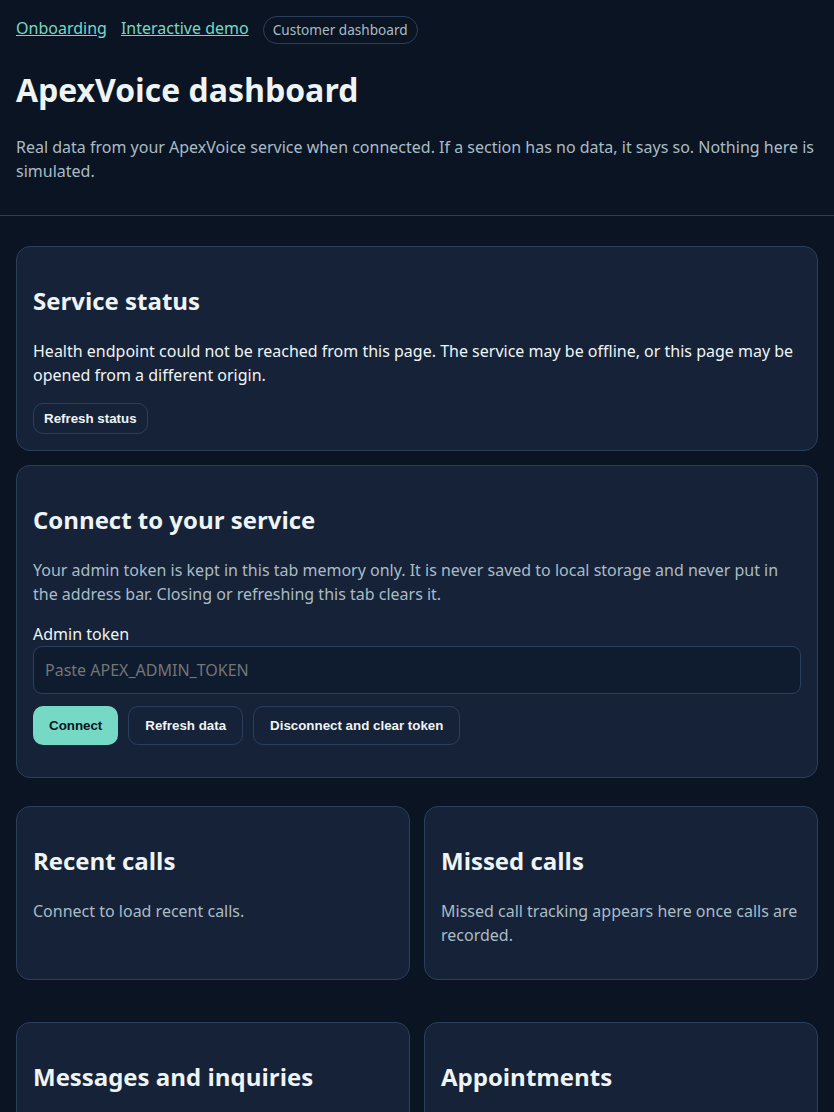 Onboarding Interactive demo Customer dashboard
ApexVoice dashboard
Real data from your ApexVoice service when connected. If a section has no data, it says so. Nothing here is
simulated.
Service status
Health endpoint could not be reached from this page. The service may be offline, or this page may be
opened from a different origin.
Refresh status
Connect to your service
Your admin token is kept in this tab memory only. It is never saved to local storage and never put in
the address bar. Closing or refreshing this tab clears it.
Admin token
Paste APEX_ADMIN_TOKEN
Connect Refresh data Disconnect and clear token
Recent calls
Connect to load recent calls.
Missed calls
Missed call tracking appears here once calls are
recorded.
Messages and inquiries
Appointments